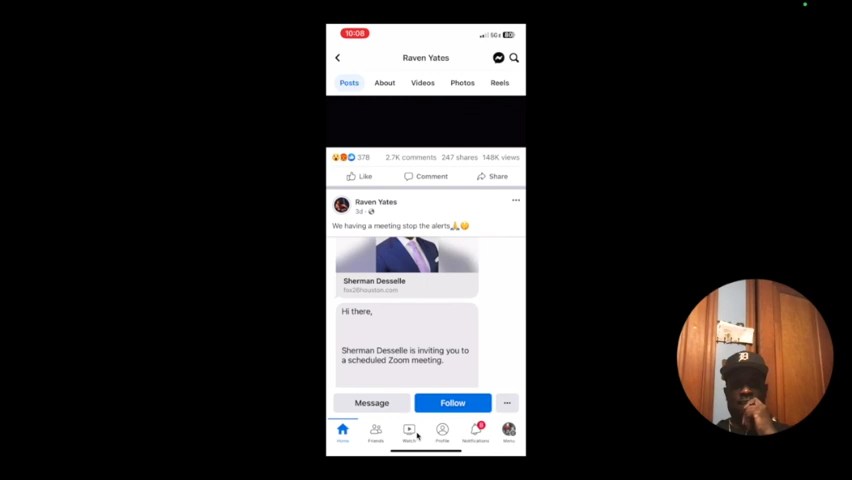 10:08
5G
80
Raven Yates
Posts
About
Videos
Photos
Reels
378
2.7K comments
247 shares
148K views
Like
Comment
Share
Raven Yates
3d ·
We having a meeting stop the alerts🙏😏
Sherman Desselle
fox26houston.com
Hi there,
Sherman Desselle is inviting you to
a scheduled Zoom meeting.
Message
Follow
Home
Friends
Watch
Profile
Notifications
Menu